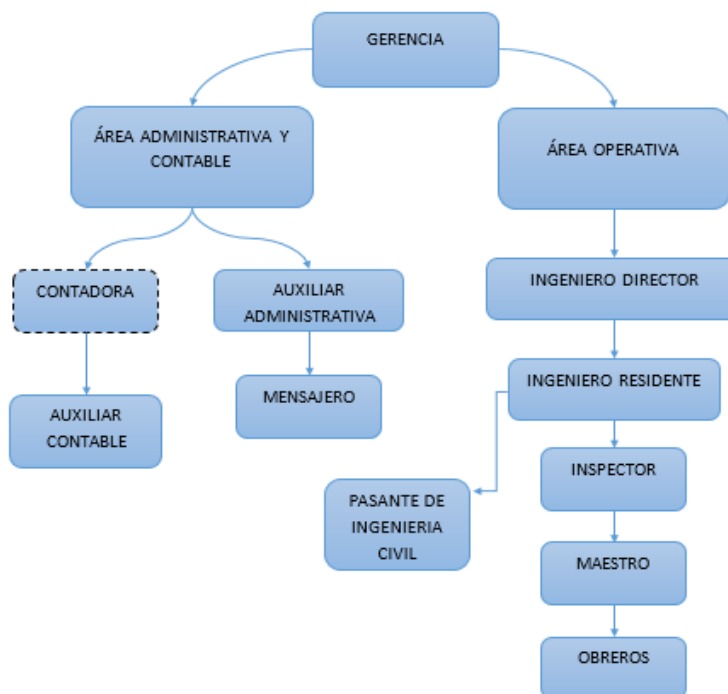 GERENCIA
ÁREA ADMINISTRATIVA Y
CONTABLE
ÁREA OPERATIVA
CONTADORA
AUXILIAR
ADMINISTRATIVA
INGENIERO DIRECTOR
AUXILIAR
CONTABLE
MENSAJERO
INGENIERO RESIDENTE
PASANTE DE
INGENIERIA
CIVIL
INSPECTOR
MAESTRO
OBREROS